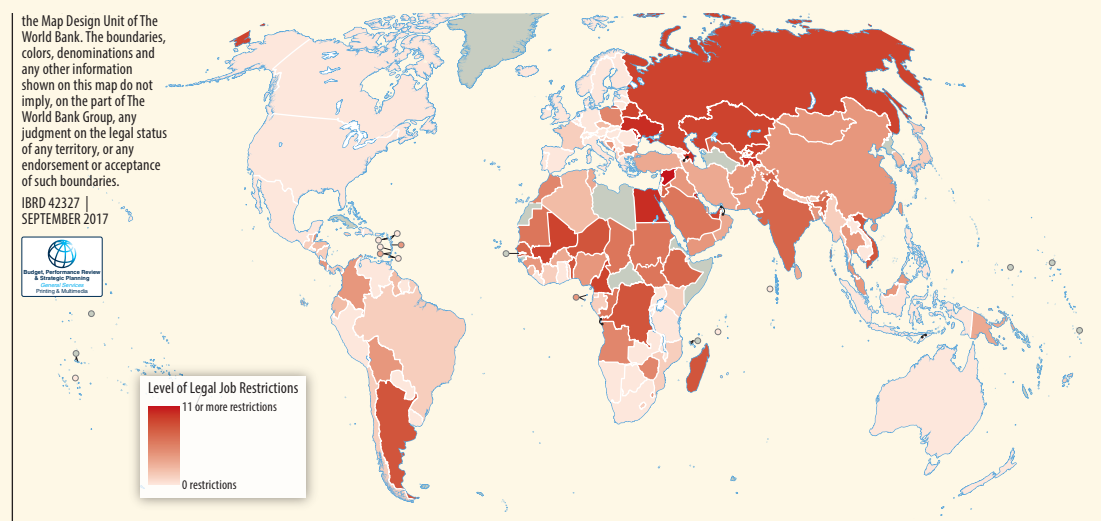 the Map Design Unit of The
World Bank. The boundaries,
colors, denominations and
any other information
shown on this map do not
imply, on the part of The
World Bank Group, any
judgment on the legal status
of any territory, or any
endorsement or acceptance
of such boundaries.
IBRD 42327 |
SEPTEMBER 2017
Budget, Performance Review
& Strategic Planning
General Services
Printing & Multimedia
Level of Legal Job Restrictions
11 or more restrictions
0 restrictions